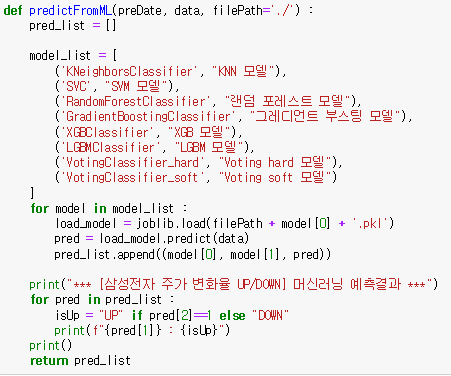 def predictFromML(preDate, data, filePath='./') :
    pred_list = []

    model_list = [
        ('KNeighborsClassifier', "KNN 모델"),
        ('SVC', "SVM 모델"),
        ('RandomForestClassifier', "랜덤 포레스트 모델"),
        ('GradientBoostingClassifier', "그레디언트 부스팅 모델"),
        ('XGBClassifier', "XGB 모델"),
        ('LGBMClassifier', "LGBM 모델"),
        ('VotingClassifier_hard', "Voting hard 모델"),
        ('VotingClassifier_soft', "Voting soft 모델")
    ]
    for model in model_list :
        load_model = joblib.load(filePath + model[0] + '.pkl')
        pred = load_model.predict(data)
        pred_list.append((model[0], model[1], pred))

    print("*** [삼성전자 주가 변화율 UP/DOWN] 머신러닝 예측결과 ***")
    for pred in pred_list :
        isUp = "UP" if pred[2]==1 else "DOWN"
        print(f"{pred[1]} : {isUp}")
    print()
    return pred_list